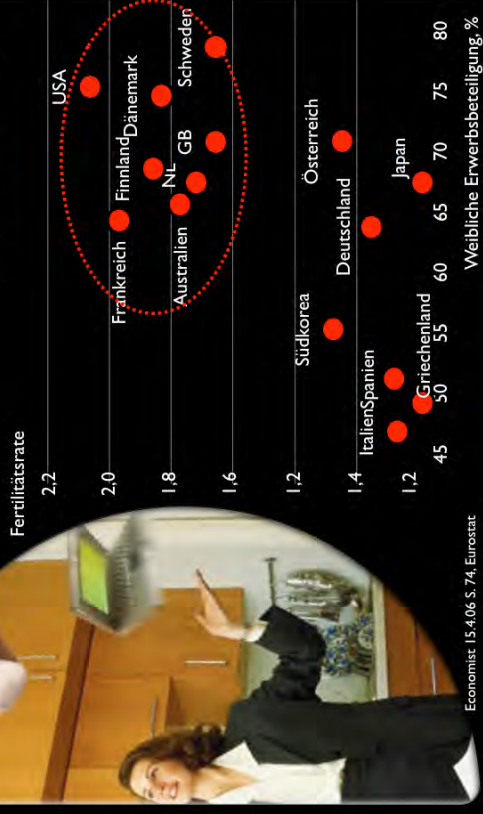 Fertilitätsrate
2,2
2,0
1,8
1,6
1,2
1,4
1,2
USA
Schweden
Dänemark
Finnland
GB
NL
Frankreich
Australien
Österreich
Deutschland
Japan
Südkorea
Spanien
Italien
Griechenland
45
50
55
60
65
70
75
80
Weibliche Erwerbsbeteiligung, %
Economist 15.4.06 S. 74, Eurostat